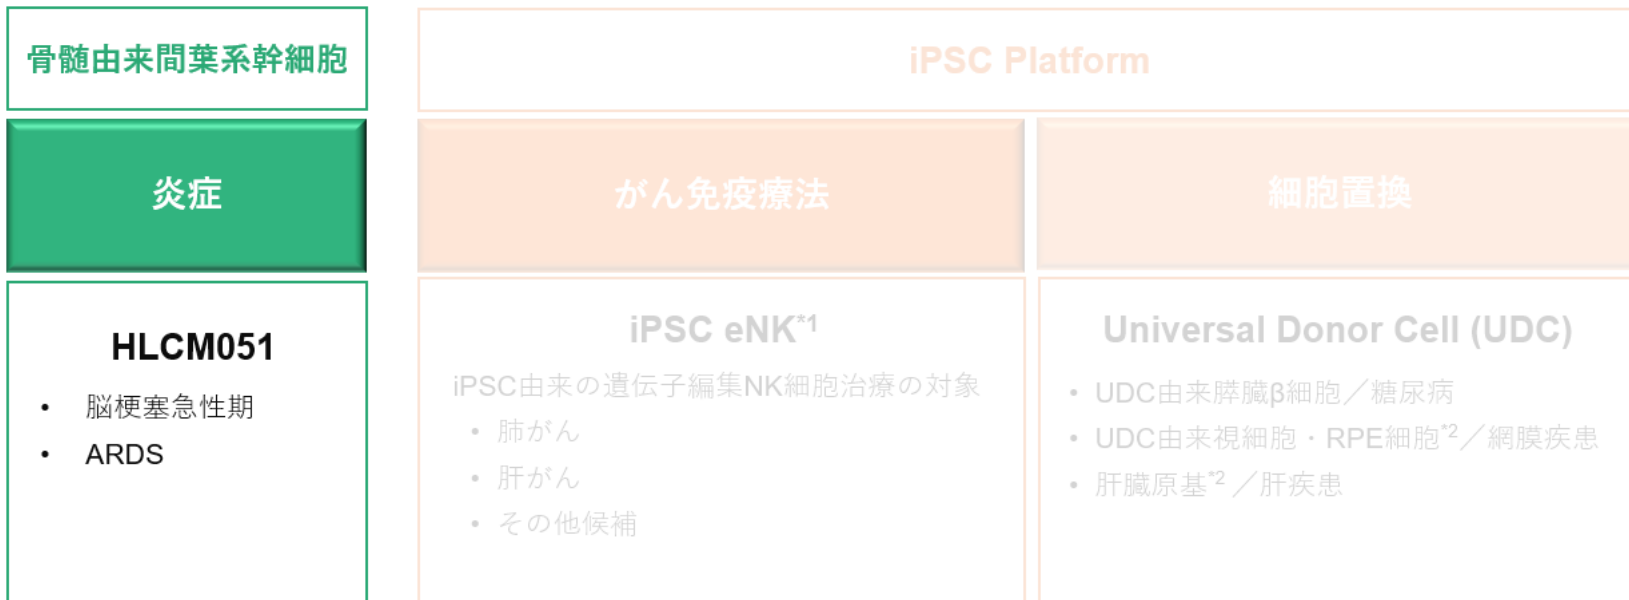 骨髄由来間葉系幹細胞
炎症
HLCM051
• 脳梗塞急性期
• ARDS
iPSC Platform
がん免疫療法
iPSC eNK*1
iPSC由来の遺伝子編集NK細胞治療の対象
• 肺がん
• 肝がん
• その他候補
細胞置換
Universal Donor Cell (UDC)
• UDC由来膵臓β細胞／糖尿病
• UDC由来視細胞・RPE細胞*2／網膜疾患
• 肝臓原基*2／肝疾患